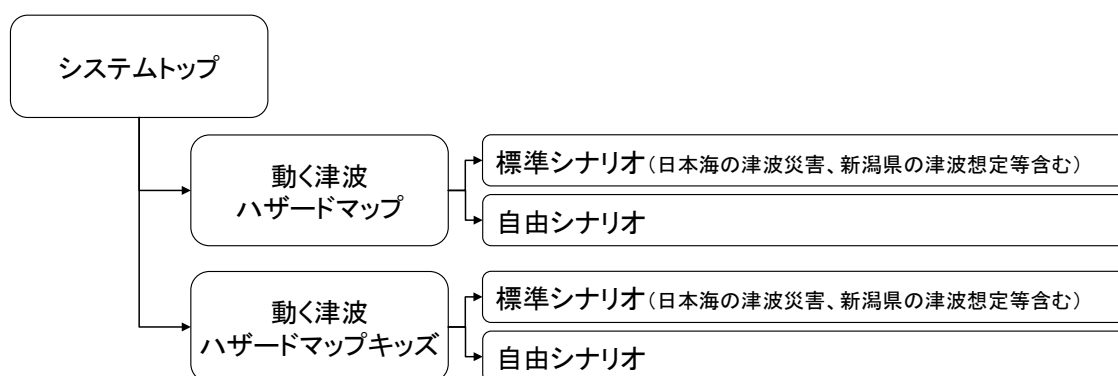 システムトップ
動く津波
ハザードマップ
標準シナリオ(日本海の津波災害、新潟県の津波想定等含む)
自由シナリオ
動く津波
ハザードマップキッズ
標準シナリオ(日本海の津波災害、新潟県の津波想定等含む)
自由シナリオ